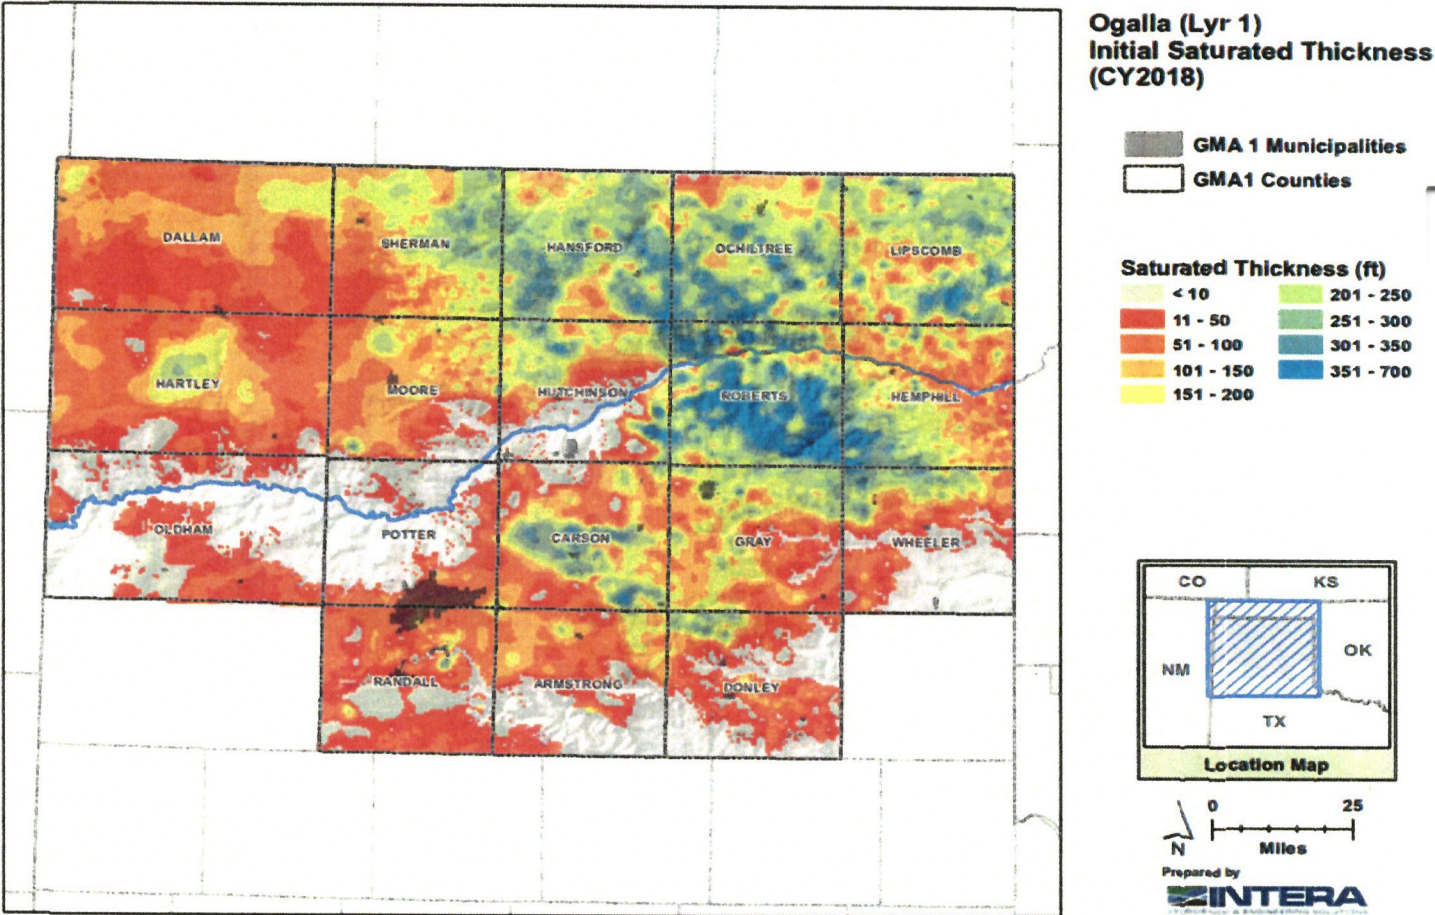 Ogalla (Lyr 1)
Initial Saturated Thickness
(CY2018)
GMA 1 Municipalities
GMA1 Counties
Saturated Thickness (ft)
< 10
11 - 50
51 - 100
101 - 150
151 - 200
201 - 250
251 - 300
301 - 350
351 - 700
DALLAM
SHERMAN
HANSFORD
OCHILTREE
LIPSCOMB
HARTLEY
MOORE
HUTCHINSON
ROBERTS
HEMPHILL
OLDHAM
POTTER
CARSON
GRAY
WHEELER
RANDALL
ARMSTRONG
DONLEY
CO
KS
NM
OK
TX
Location Map
0
25
N
Miles
Prepared by
INTERA